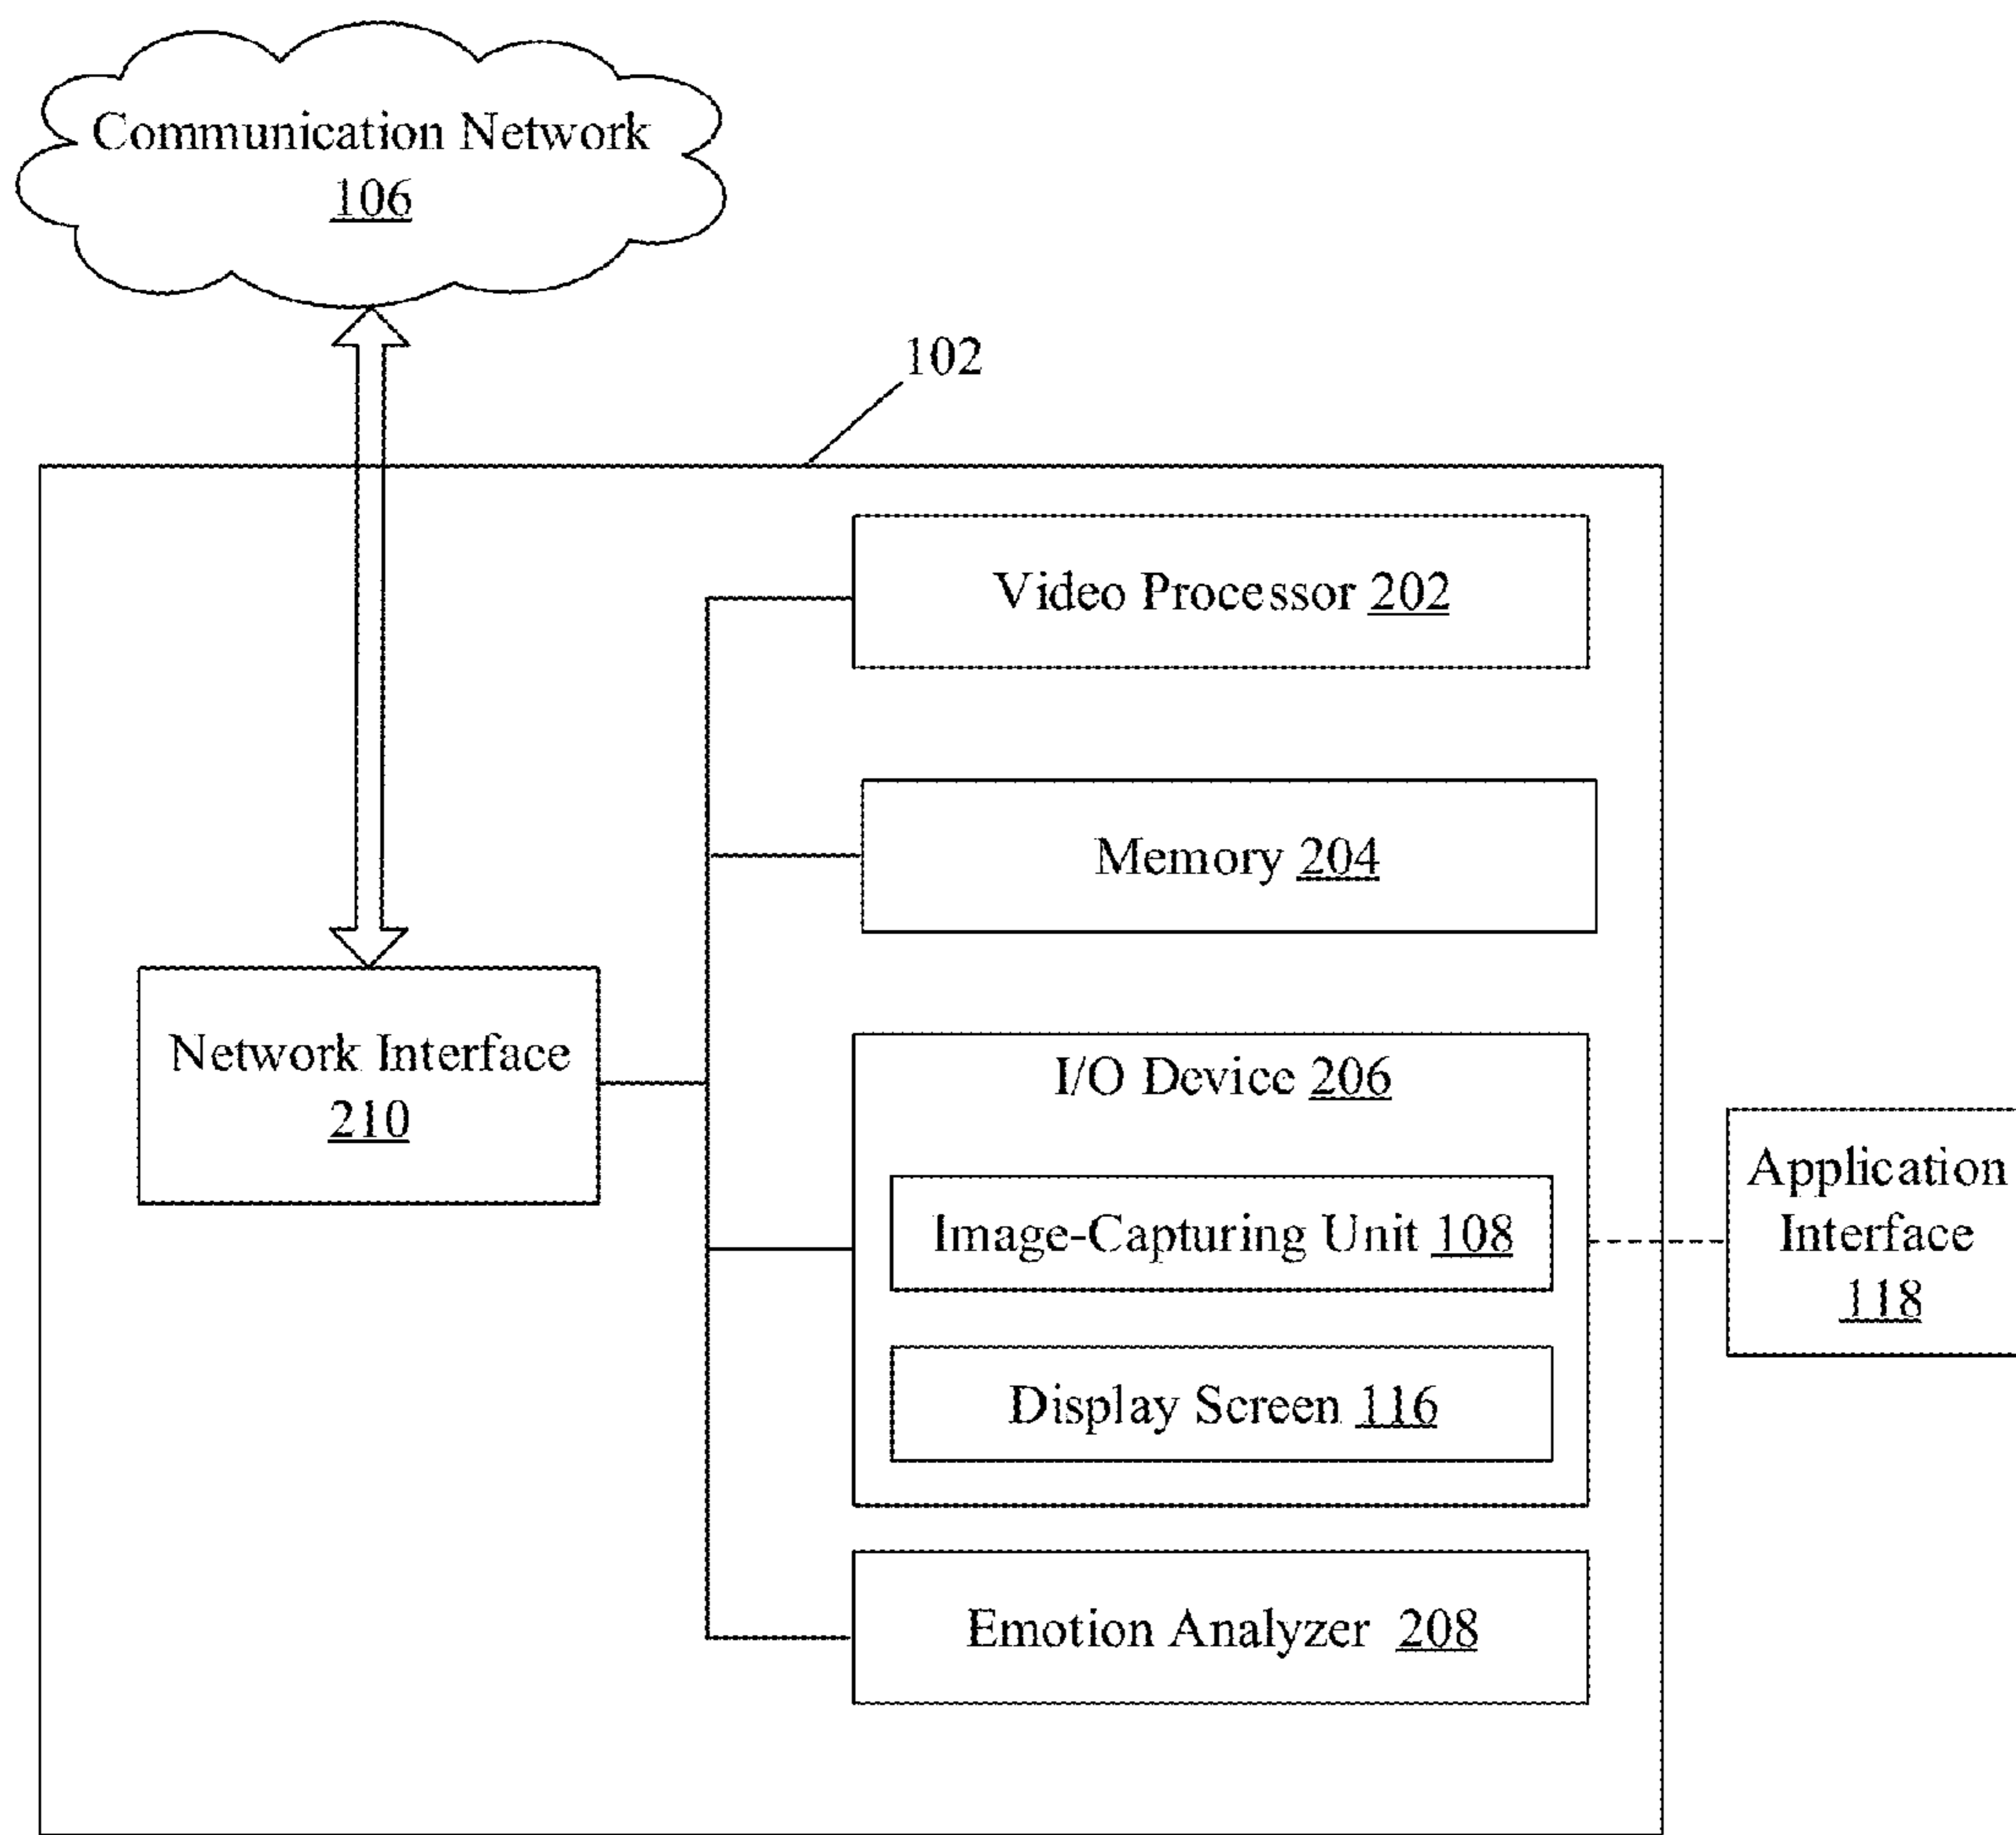 Communication Network
106
102
Video Processor 202
Memory 204
Network Interface
210
I/O Device 206
Image-Capturing Unit 108
Display Screen 116
Application
Interface
118
Emotion Analyzer 208